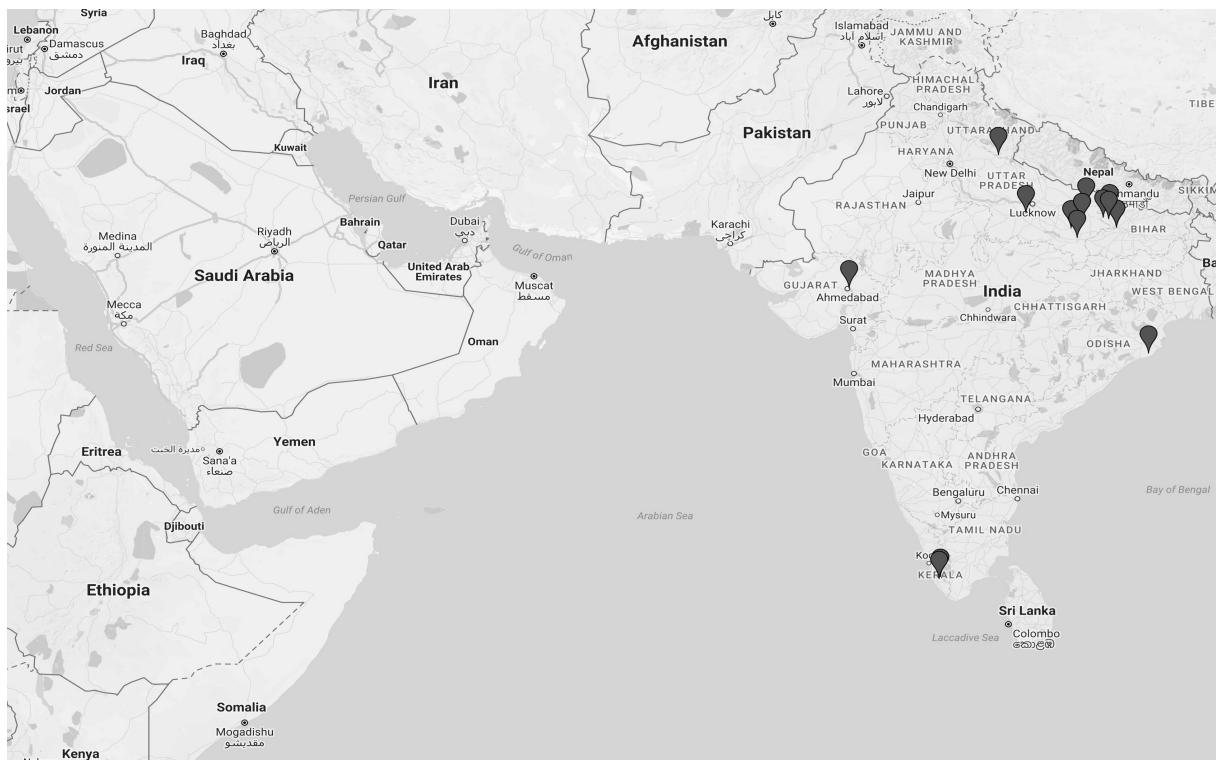 Syria
Lebanon
Damascus
دمشق
Baghdad
بغداد
Iraq
Jordan
Iran
Afghanistan
كابل
Islamabad
اسلام آباد
JAMMU AND
KASHMIR
HIMACHAL
PRADESH
Lahore
لاہور
Chandigarh
PUNJAB
UTTARAKHAND
TIBE
Pakistan
Kuwait
HARYANA
New Delhi
Nepal
UTTAR
PRADESH
Persian Gulf
Jaipur
RAJASTHAN
Lucknow
SIKKIM
Bahrain
Dubai
دبي
Karachi
کراچی
BIHAR
Medina
المدينة المنورة
Riyadh
الرياض
Qatar
Gulf of Oman
Saudi Arabia
United Arab
Emirates
Muscat
مسقط
GUJARAT
Ahmedabad
MADHYA
PRADESH
India
JHARKHAND
WEST BENGAL
Ba
Mecca
مكة
Surat
Chhindwara
CHHATTISGARH
Red Sea
Oman
ODISHA
MAHARASHTRA
Mumbai
TELANGANA
Hyderabad
Yemen
Eritrea
مديرة الخبت
Sana'a
صنعاء
GOA
KARNATAKA
ANDHRA
PRADESH
Bengaluru
Chennai
Bay of Bengal
Gulf of Aden
Arabian Sea
Mysuru
Djibouti
TAMIL NADU
KERALA
Ethiopia
Sri Lanka
Laccadive Sea
Colombo
කොළඹ
Somalia
Mogadishu
مقديشو
Kenya